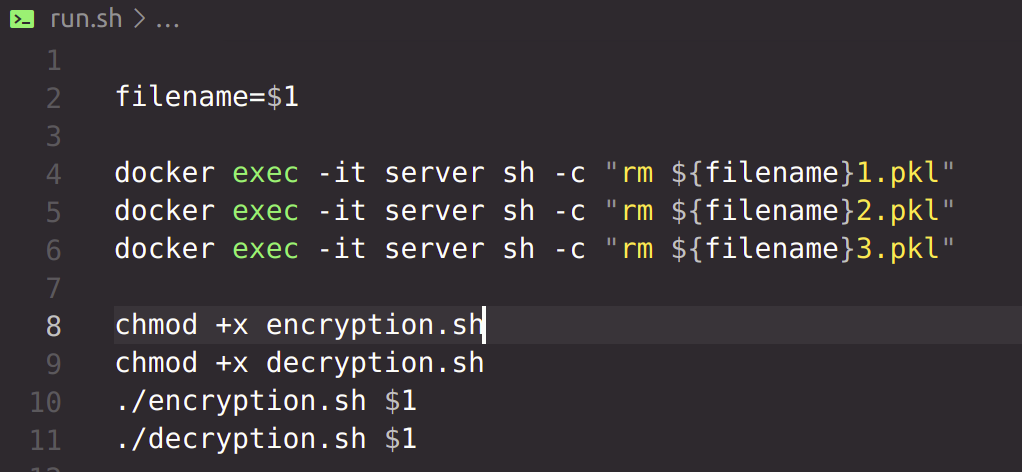 run.sh > ...
1
2 filename=$1
3
4 docker exec -it server sh -c "rm ${filename}1.pkl"
5 docker exec -it server sh -c "rm ${filename}2.pkl"
6 docker exec -it server sh -c "rm ${filename}3.pkl"
7
8 chmod +x encryption.sh
9 chmod +x decryption.sh
10 ./encryption.sh $1
11 ./decryption.sh $1